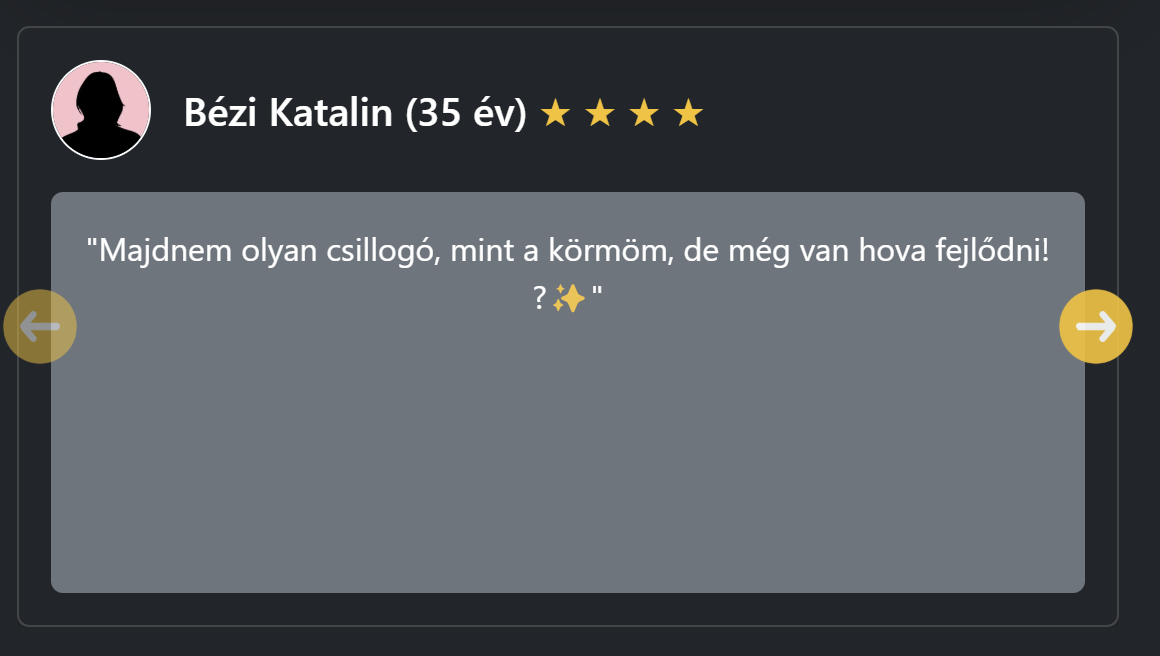 Bézi Katalin (35 év) ★ ★ ★ ★
"Majdnem olyan csillogó, mint a körmöm, de még van hova fejlődni!
?✨"